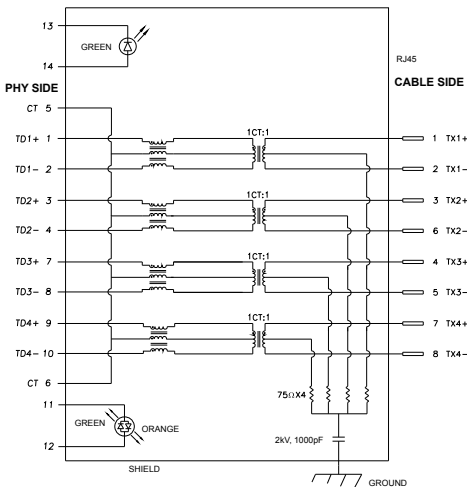 13
GREEN
14
RJ45
PHY SIDE
CABLE SIDE
CT 5
1CT:1
TD1+ 1
1 TX1+
TD1- 2
2 TX1-
1CT:1
TD2+ 3
3 TX2+
TD2- 4
6 TX2-
1CT:1
TD3+ 7
4 TX3+
TD3- 8
5 TX3-
1CT:1
TD4+ 9
7 TX4+
TD4- 10
8 TX4-
CT 6
75ΩX4
11
GREEN
ORANGE
12
2kV, 1000pF
SHIELD
GROUND